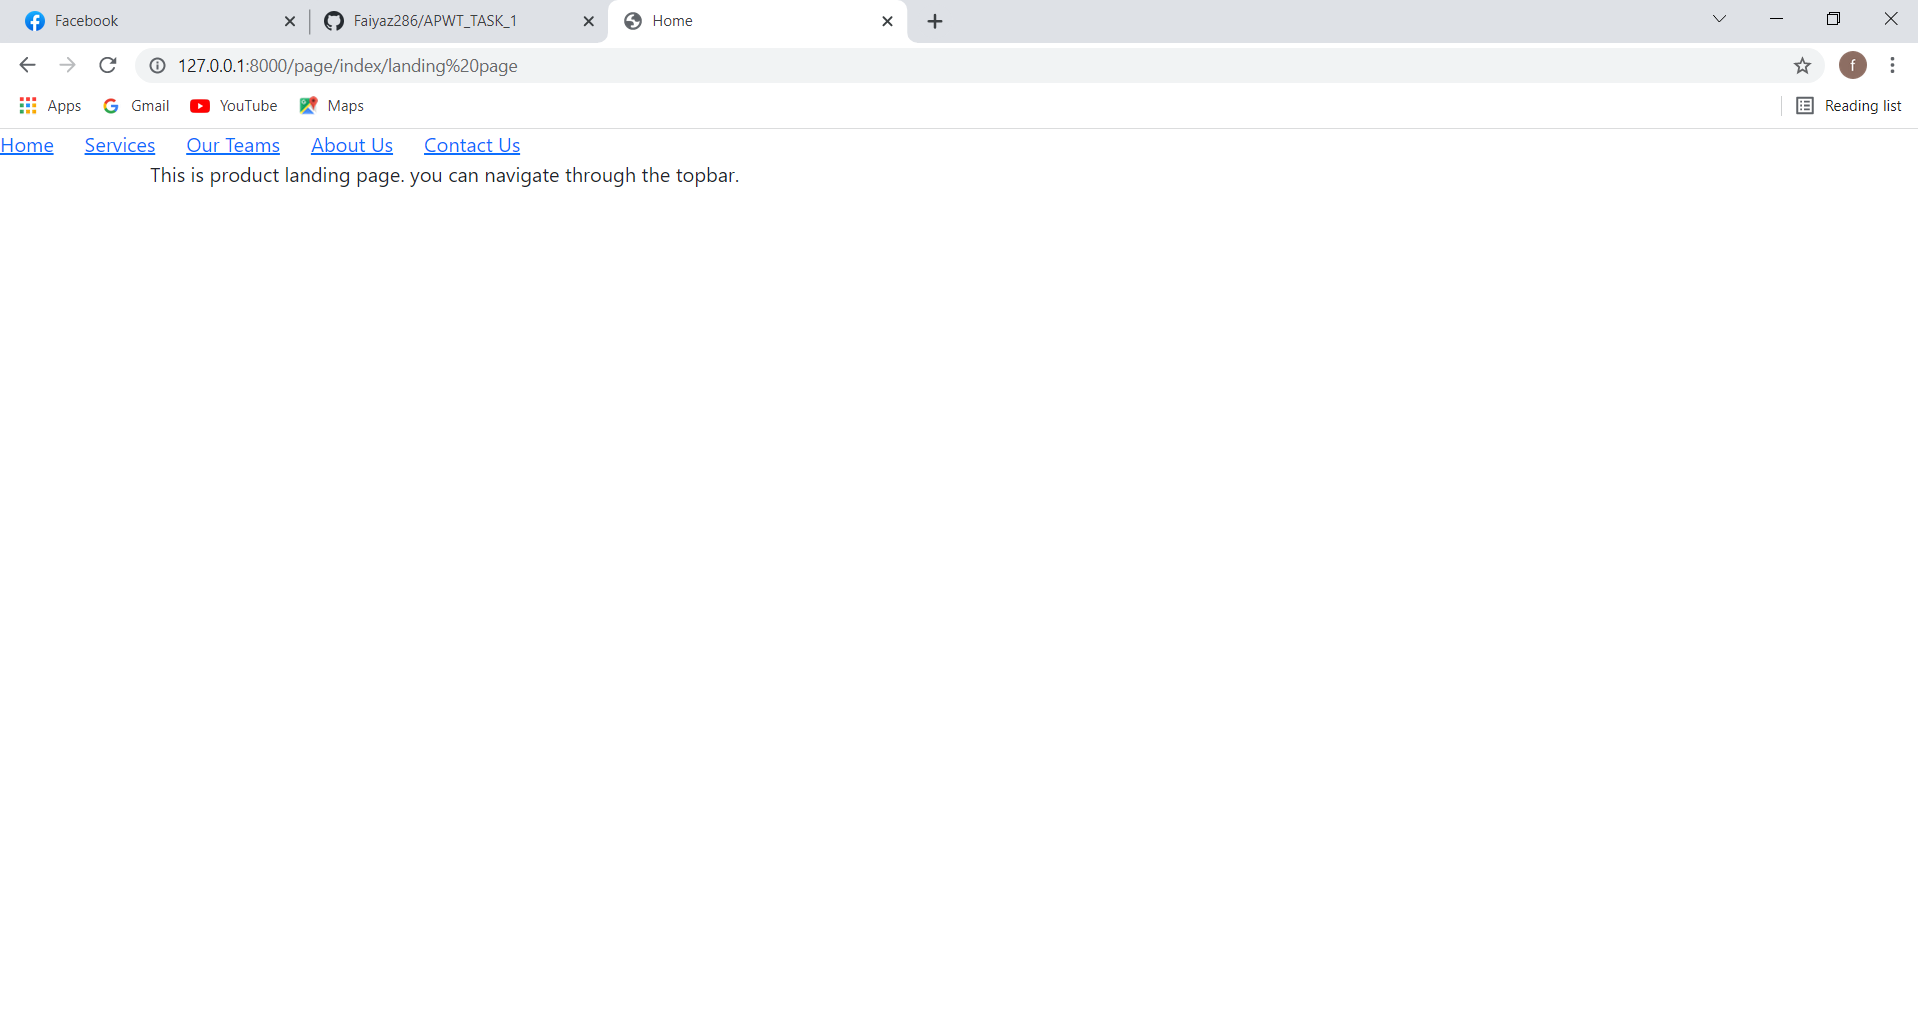 Facebook
Faiyaz286/APWT_TASK_1
Home
127.0.0.1:8000/page/index/landing%20page
f
Apps Gmail YouTube Maps Reading list
Home Services Our Teams About Us Contact Us
This is product landing page. you can navigate through the topbar.